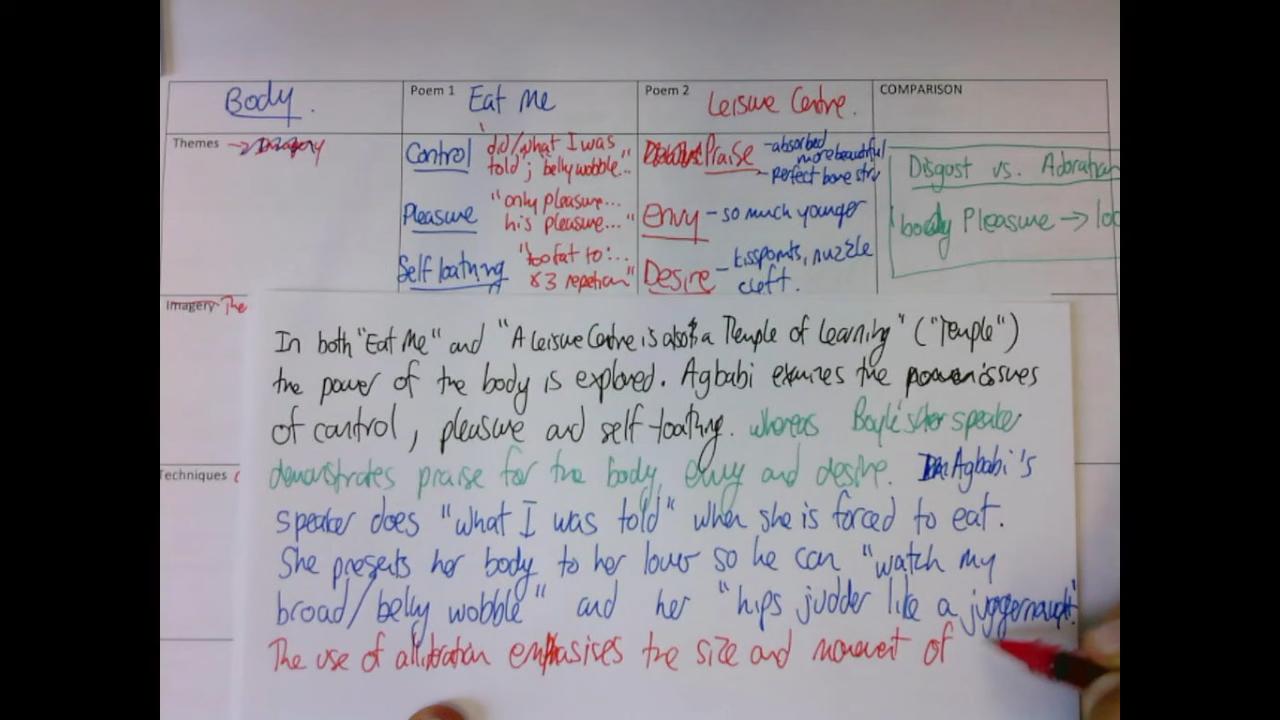 Body.
Poem 1 Eat Me
Poem 2 Leisure Centre.
COMPARISON
Themes → Imagery
Control "did/what I was
told; belly wobble.."
Pleasure "only pleasure...
his pleasure..."
Self loathing "too fat to:..
x3 repetition"
Praise - absorbed
more beautiful
- perfect bone str
Envy - so much younger
Desire - kisspoints, nuzzle
cleft.
Disgust vs. Adoration
body Pleasure →
Imagery The
Techniques (
In both "Eat Me" and "A Leisure Centre is also a Temple of Learning" ("Temple")
the power of the body is explored. Agbabi examines the issues
of control, pleasure and self-loathing. whereas Boyle's speaker
demonstrates praise for the body, envy and desire. Agbabi's
speaker does "what I was told" when she is forced to eat.
She presents her body to her lover so he can "watch my
broad/belly wobble" and her "hips judder like a juggernaught."
The use of alliteration emphasises the size and movement of